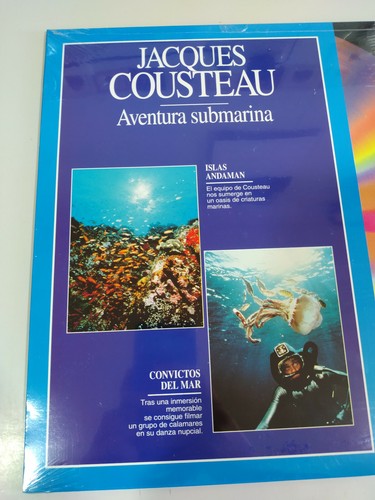 JACQUES
COUSTEAU
Aventura submarina
ISLAS
ANDAMAN
El equipo de Cousteau
nos sumerge en
un oasis de criaturas
marinas.
CONVICTOS
DEL MAR
Tras una inmersión
memorable
se consigue filmar
un grupo de calamares
en su danza nupcial.